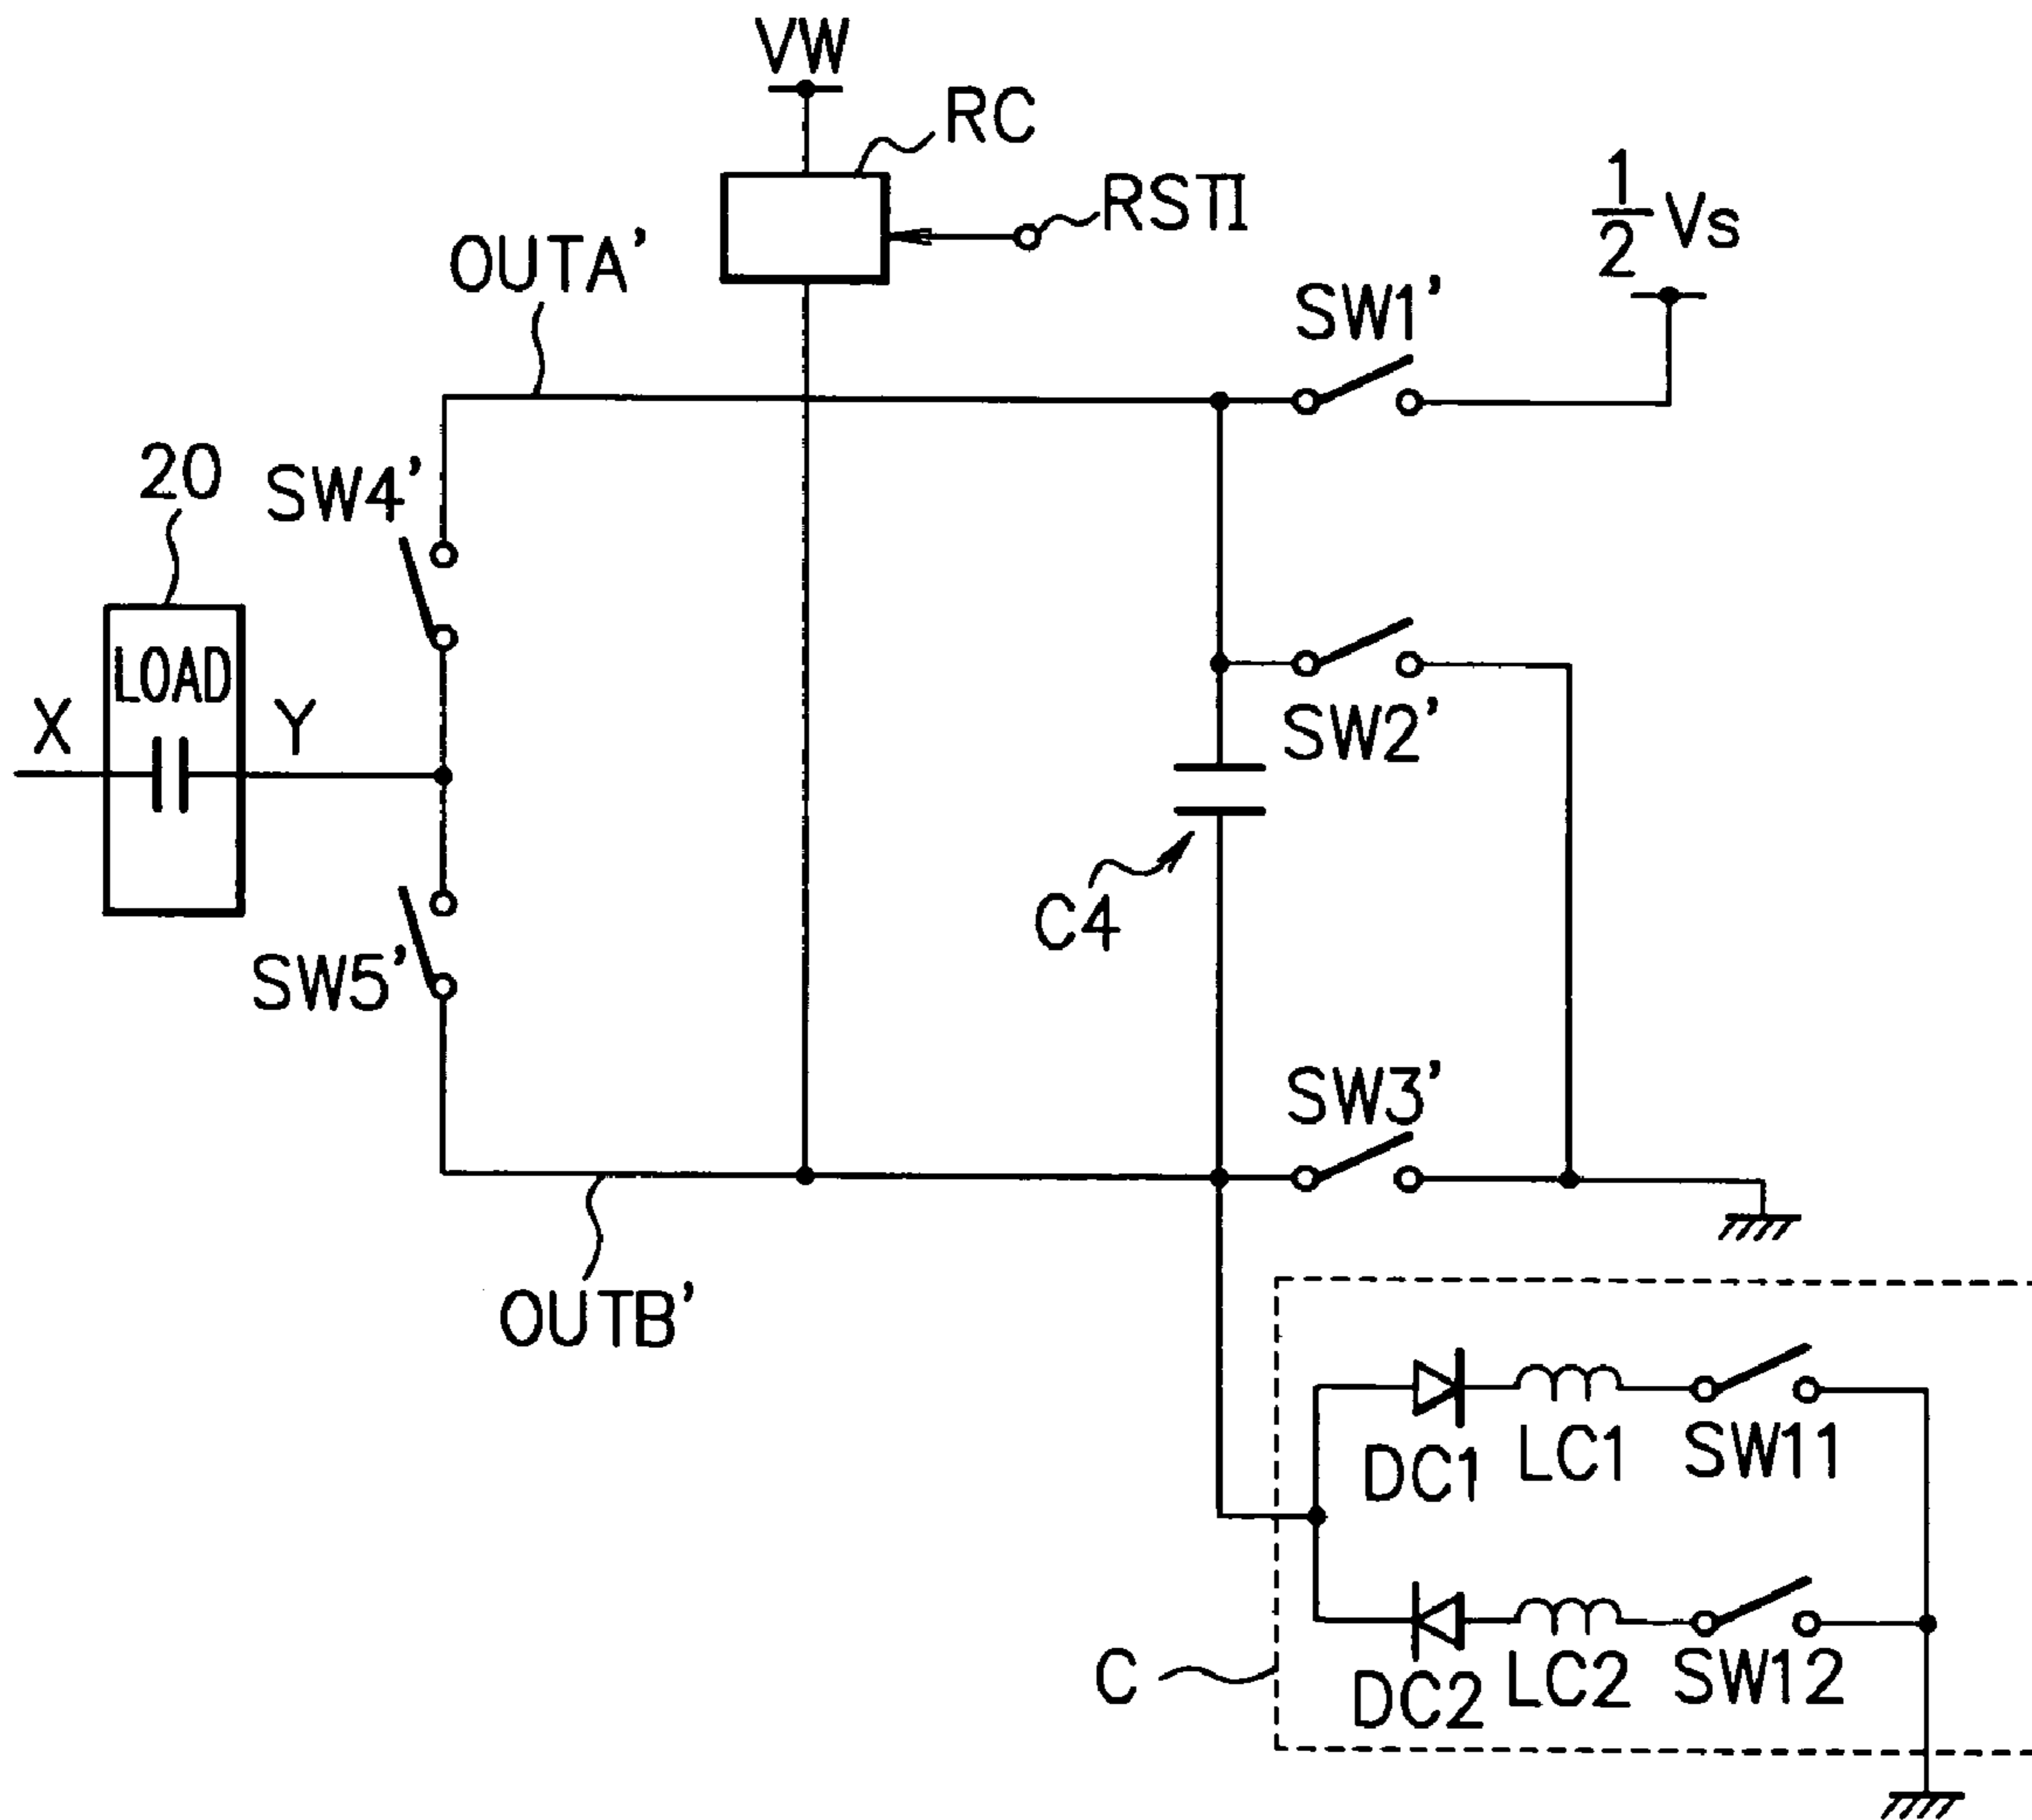 VW
RC
RSTI
1/2 Vs
OUTA'
SW1'
20
SW4'
LOAD
X
Y
SW2'
C4
SW5'
SW3'
OUTB'
DC1
LC1
SW11
C
DC2
LC2
SW12